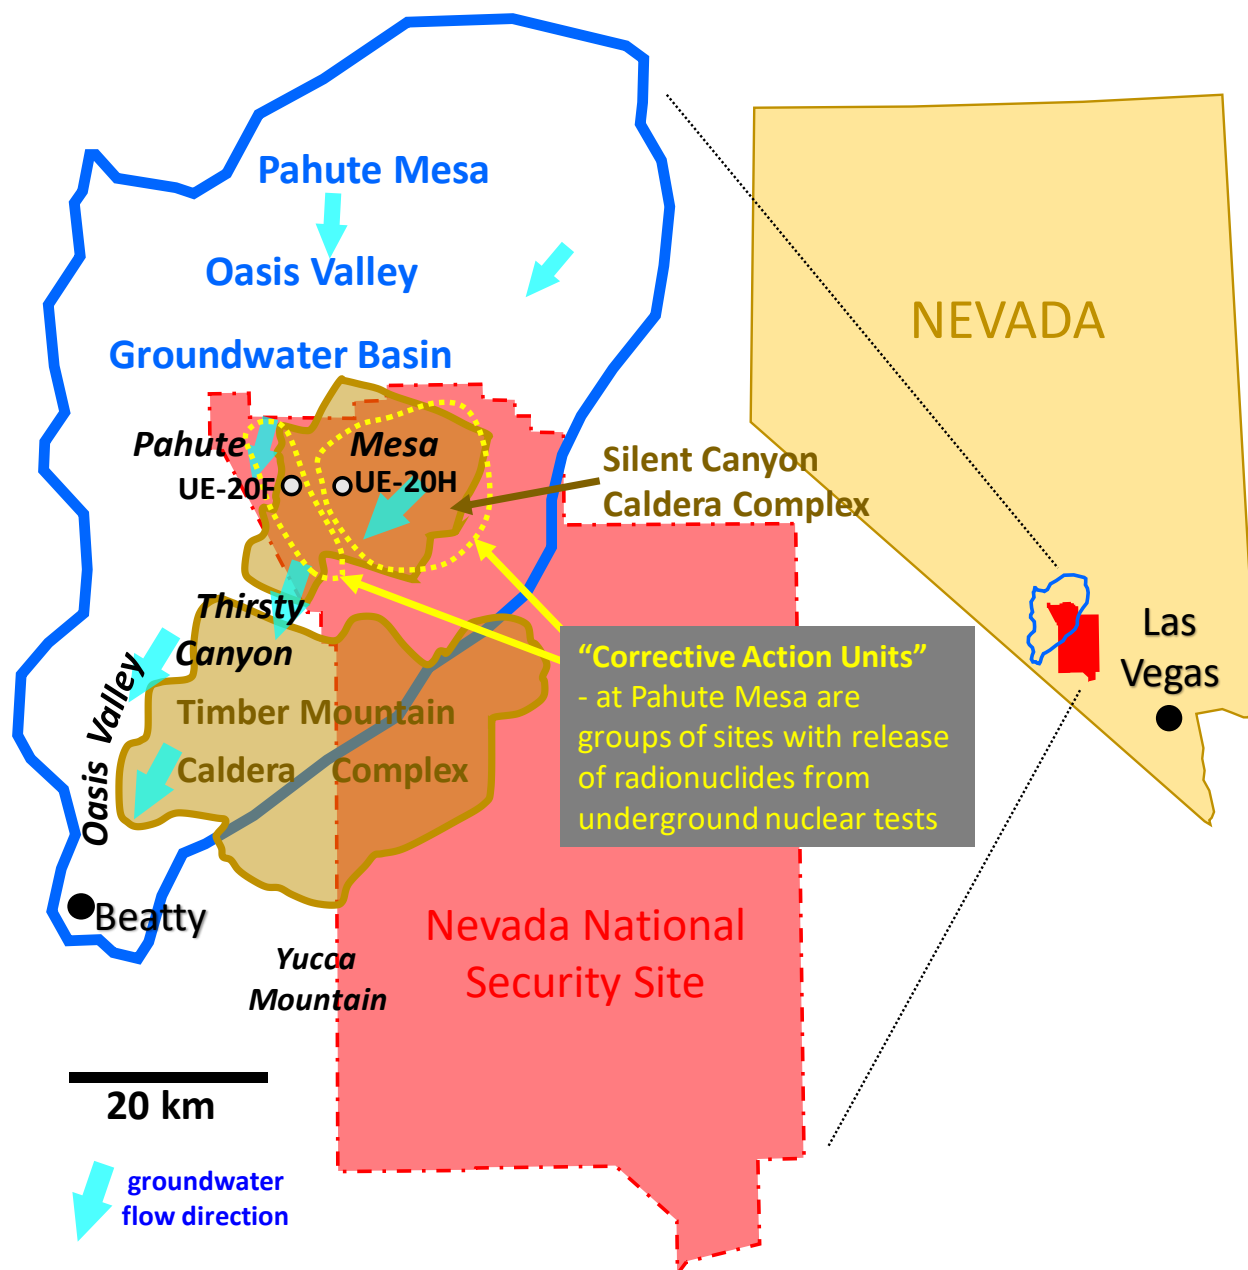 Pahute Mesa
Oasis Valley
Groundwater Basin
NEVADA
Pahute Mesa
UE-20F
UE-20H
Silent Canyon
Caldera Complex
Thirsty
Canyon
Oasis Valley
Timber Mountain
Caldera Complex
“Corrective Action Units”
- at Pahute Mesa are
groups of sites with release
of radionuclides from
underground nuclear tests
Las
Vegas
Beatty
Nevada National
Security Site
Yucca
Mountain
20 km
groundwater
flow direction